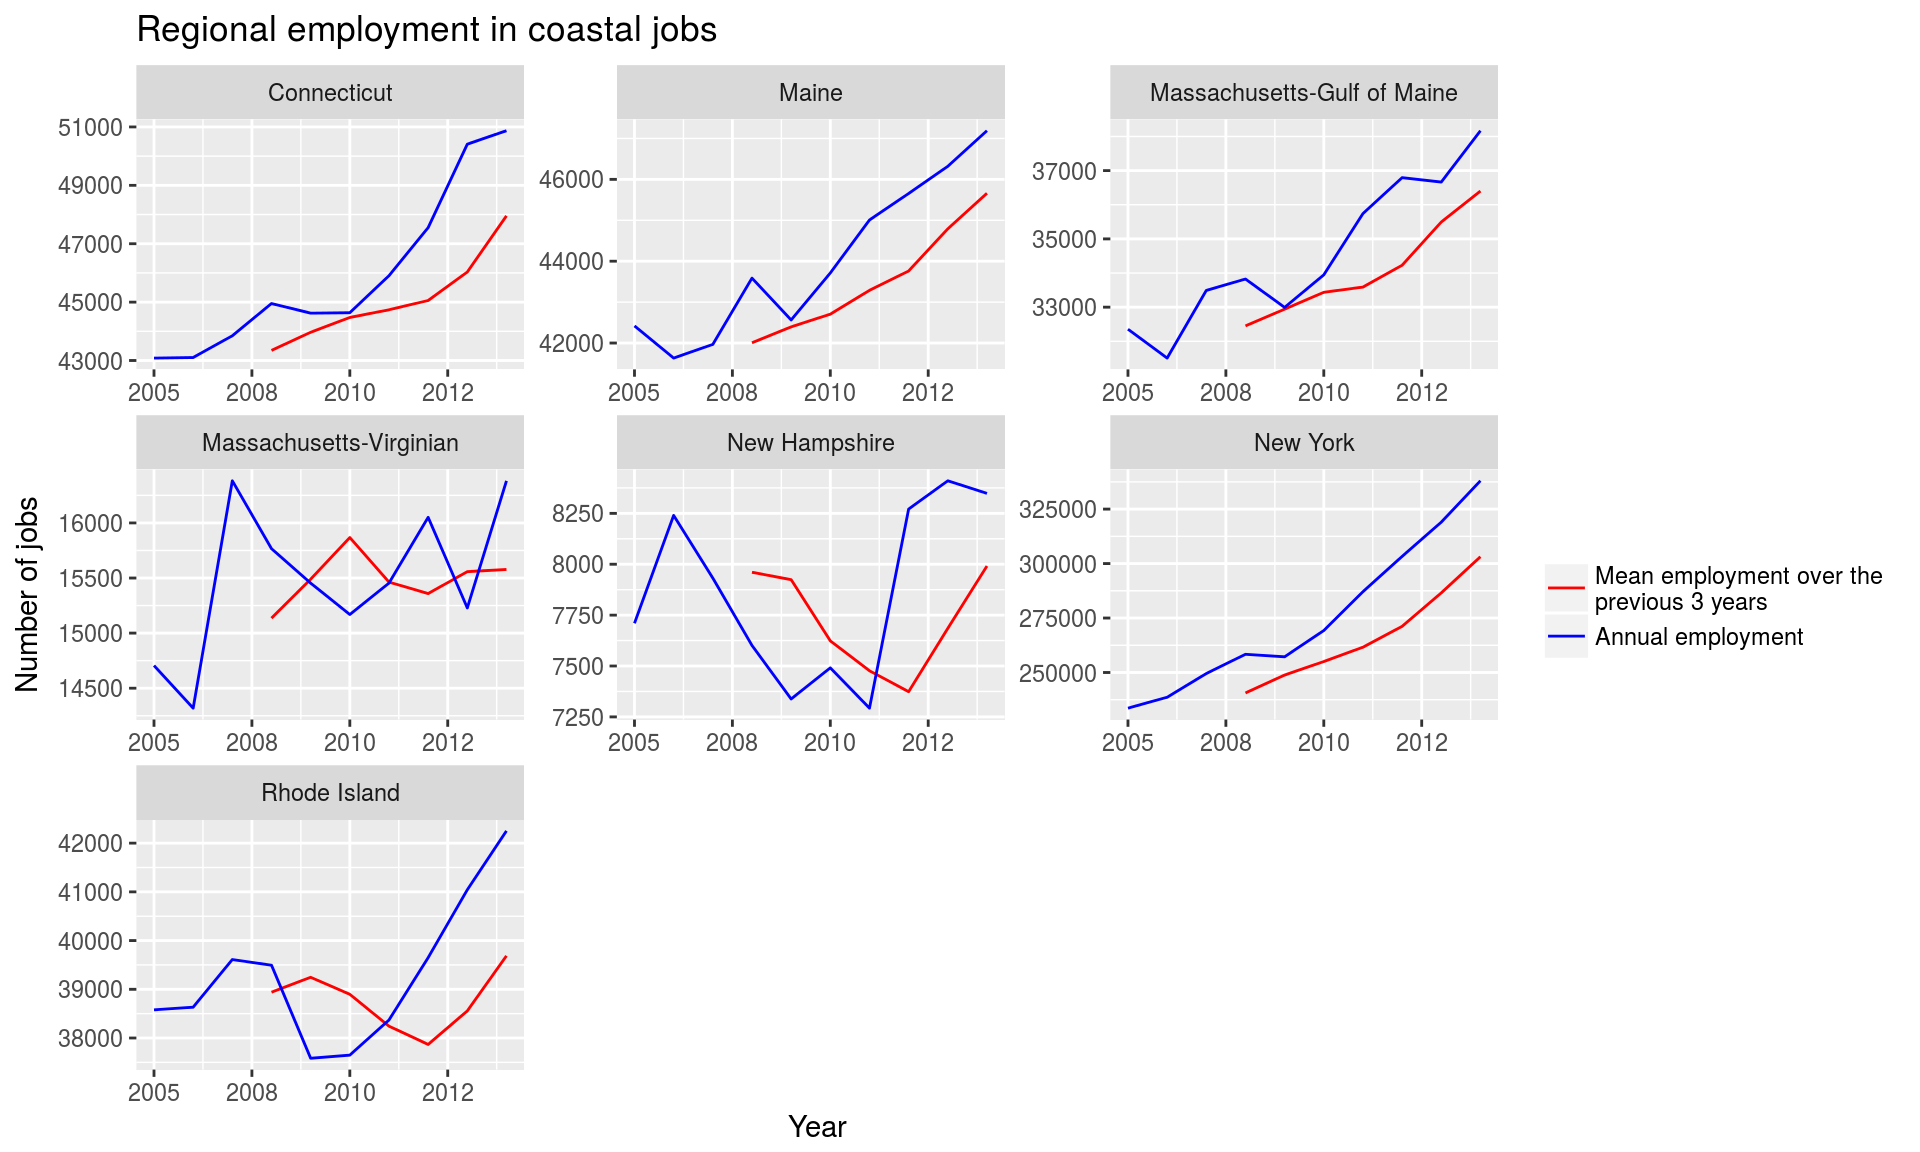 Regional employment in coastal jobs
Connecticut
Maine
Massachusetts-Gulf of Maine
51000
49000
47000
45000
43000
46000
44000
42000
37000
35000
33000
2005 2008 2010 2012
2005 2008 2010 2012
2005 2008 2010 2012
Massachusetts-Virginian
New Hampshire
New York
16000
15500
15000
14500
8250
8000
7750
7500
7250
325000
300000
275000
250000
2005 2008 2010 2012
2005 2008 2010 2012
2005 2008 2010 2012
Rhode Island
42000
41000
40000
39000
38000
2005 2008 2010 2012
Number of jobs
Year
Mean employment over the
previous 3 years
Annual employment